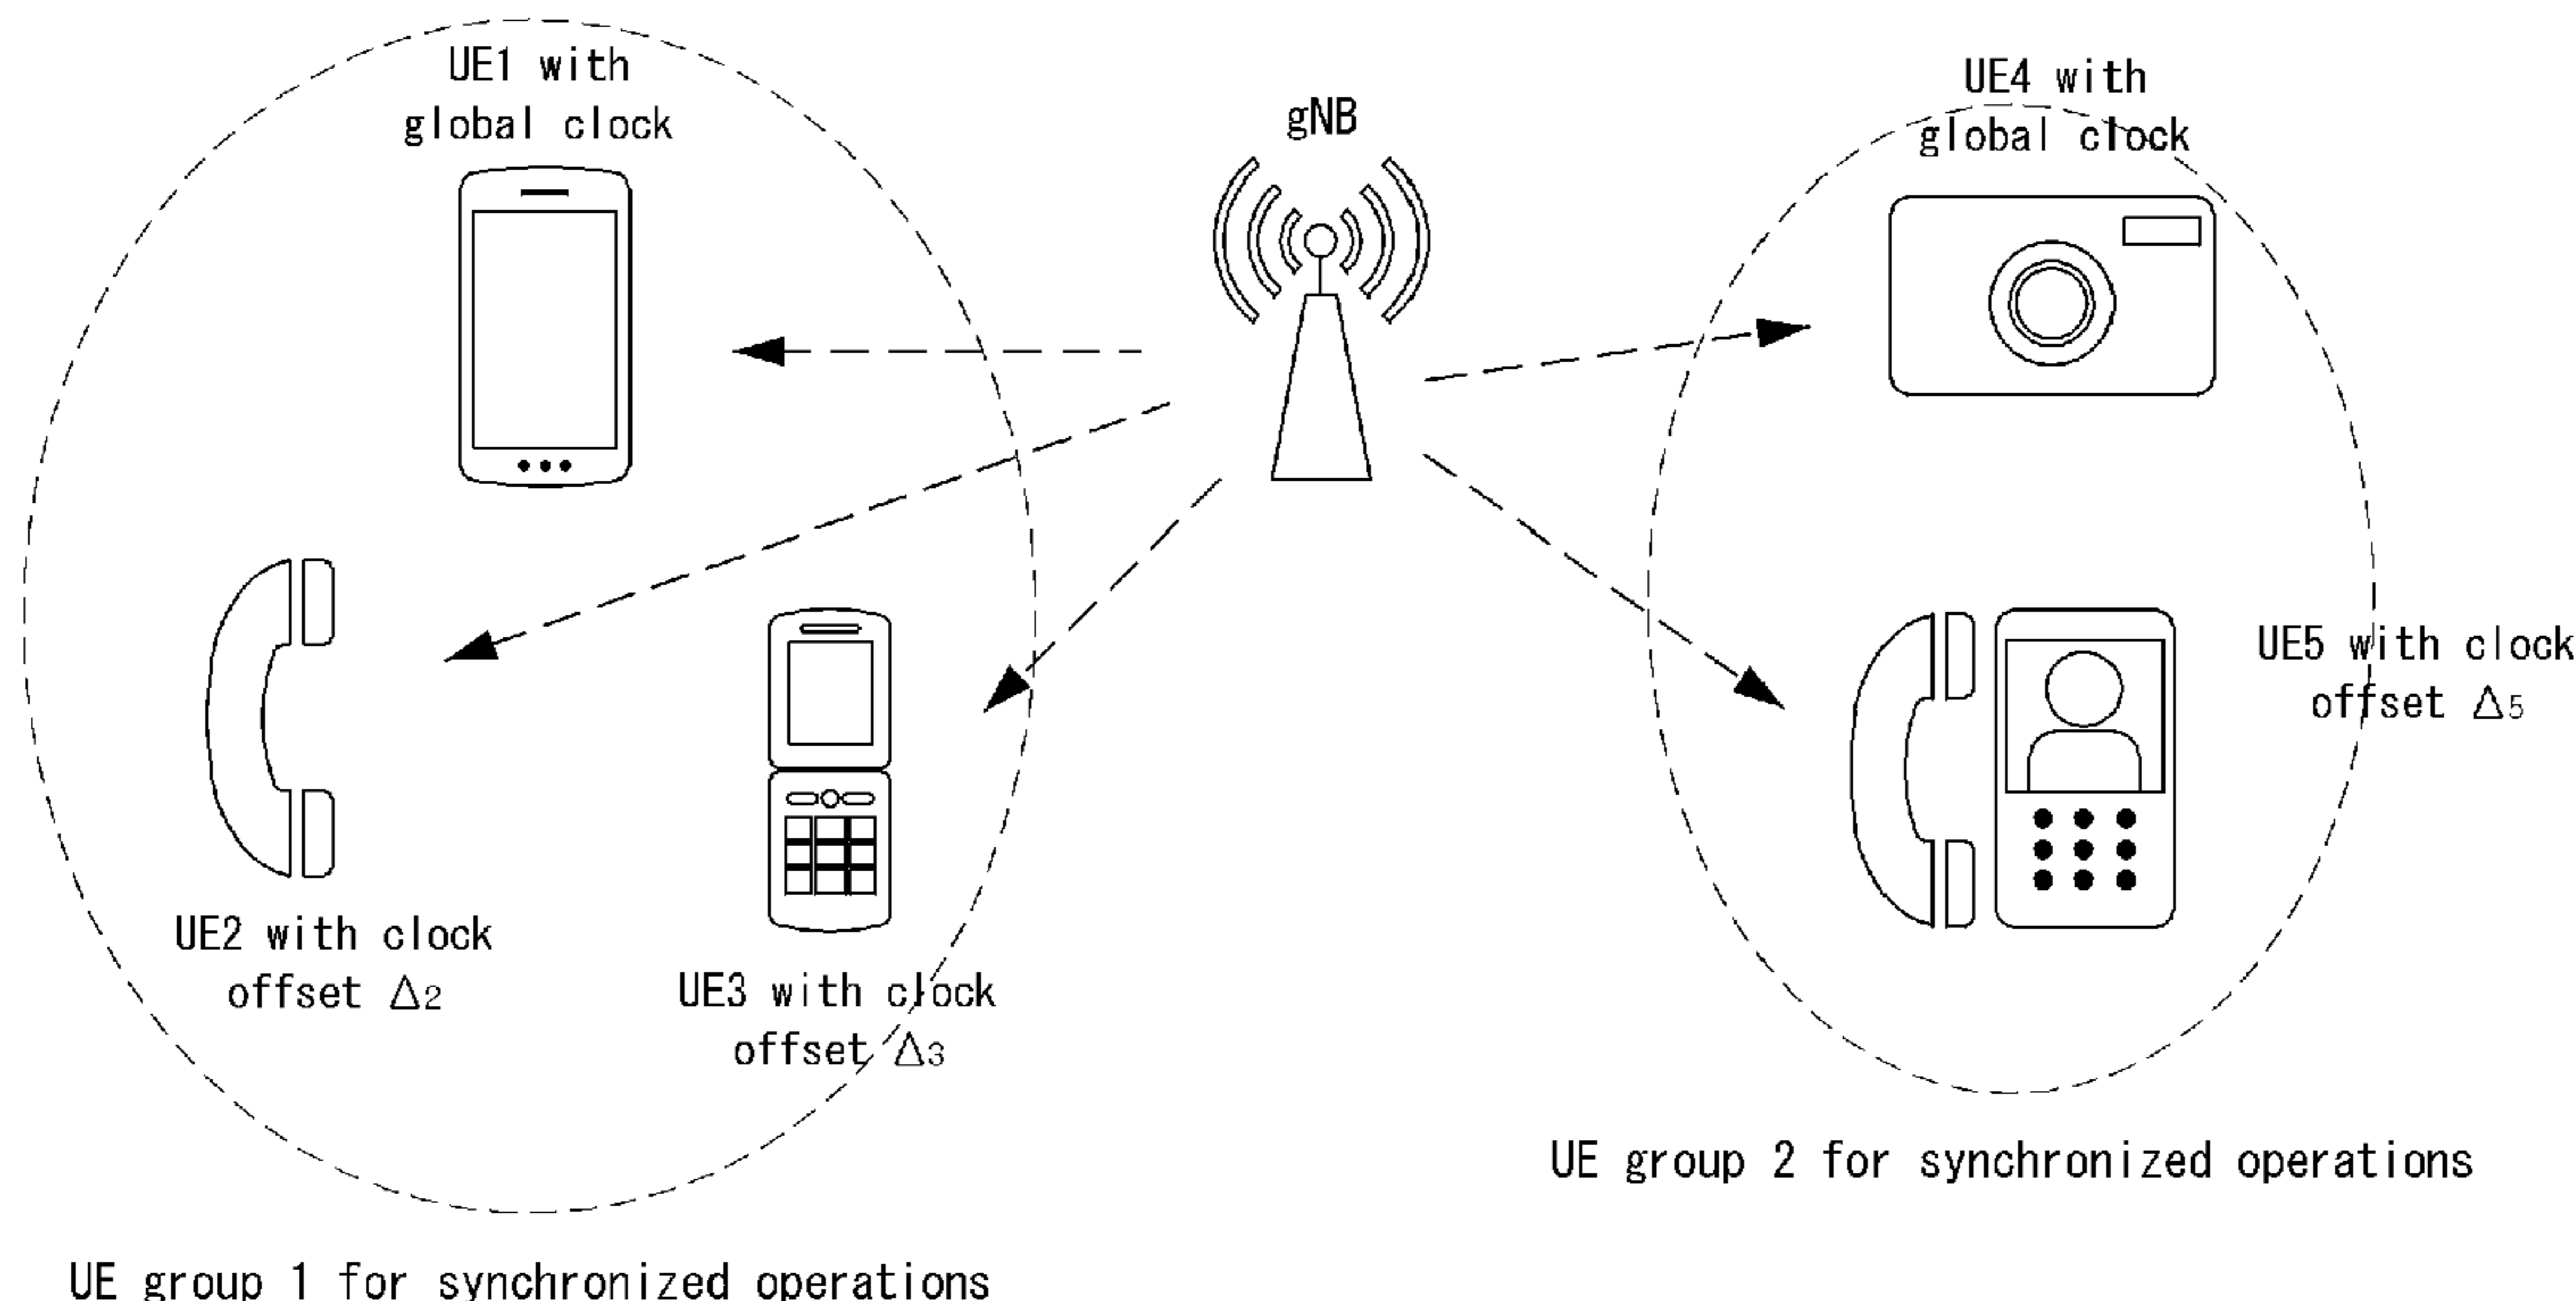 UE1 with
global clock
gNB
UE4 with
global clock
UE5 with clock
offset Δ5
UE2 with clock
offset Δ2
UE3 with clock
offset Δ3
UE group 2 for synchronized operations
UE group 1 for synchronized operations